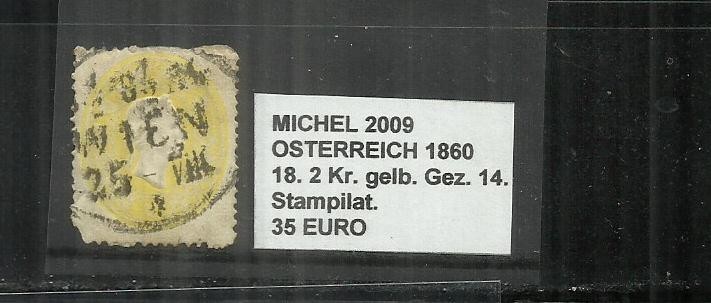 WIEN
25
MICHEL 2009
OSTERREICH 1860
18. 2 Kr. gelb. Gez. 14.
Stampilat.
35 EURO